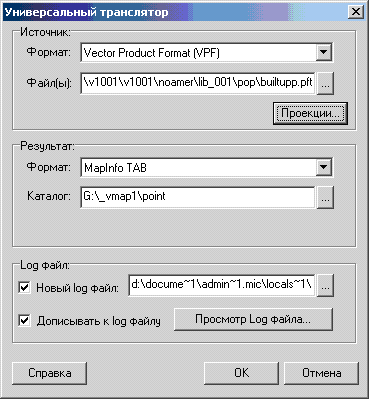 Универсальный транслятор
Источник:
Формат: Vector Product Format (VPF)
Файл(ы): \v1001\v1001\noamer\lib_001\pop\builtupp.pft ...
Проекции...
Результат:
Формат: MapInfo TAB
Каталог: G:\_vmap1\point ...
Log файл:
Новый log файл: d:\docume~1\admin~1.mic\locals~1\ ...
Дописывать к log файлу Просмотр Log файла...
Справка OK Отмена